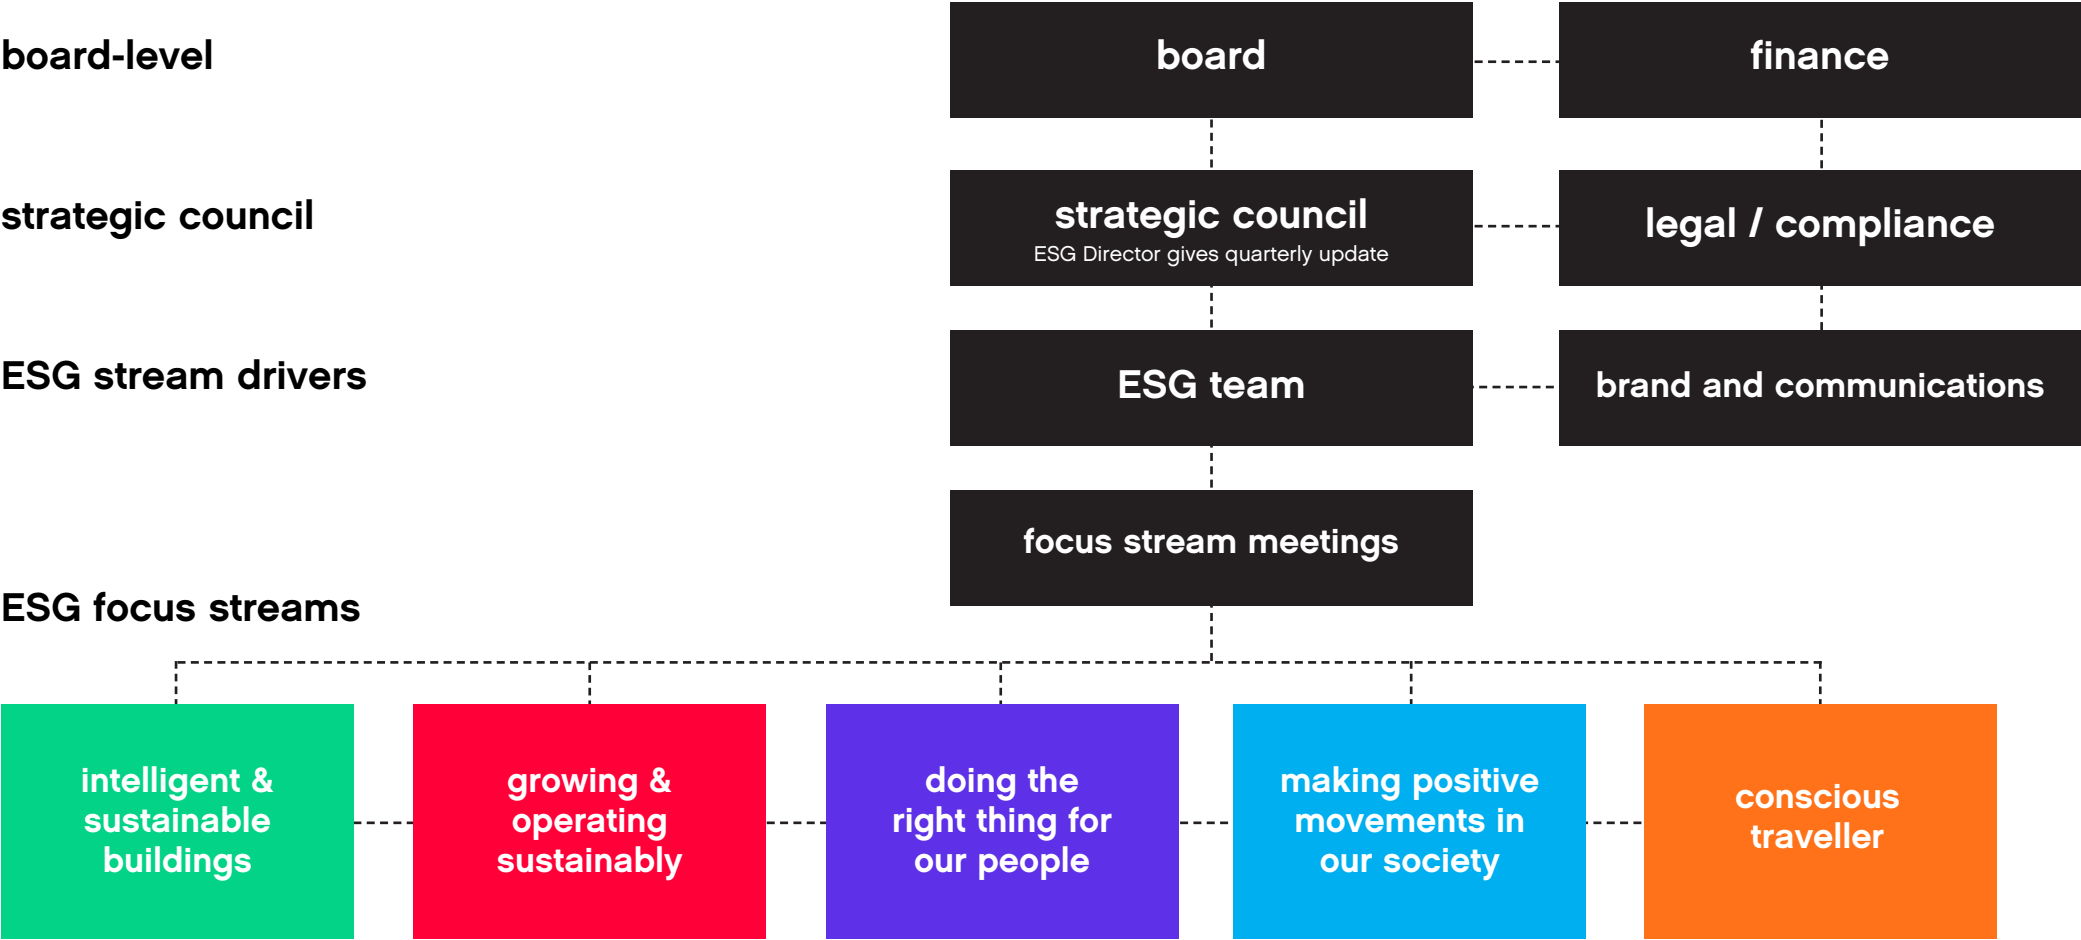 board-level
board
finance
strategic council
strategic council
ESG Director gives quarterly update
legal / compliance
ESG stream drivers
ESG team
brand and communications
focus stream meetings
ESG focus streams
intelligent &
sustainable
buildings
growing &
operating
sustainably
doing the
right thing for
our people
making positive
movements in
our society
conscious
traveller